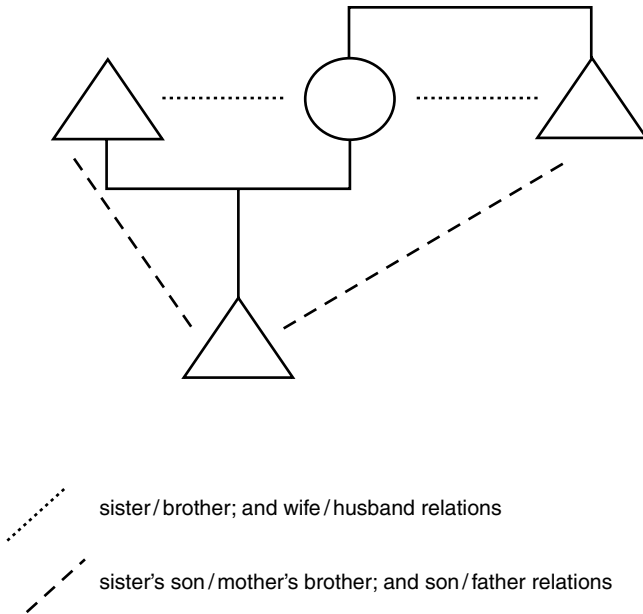 sister/brother; and wife/husband relations
sister's son/mother's brother; and son/father relations